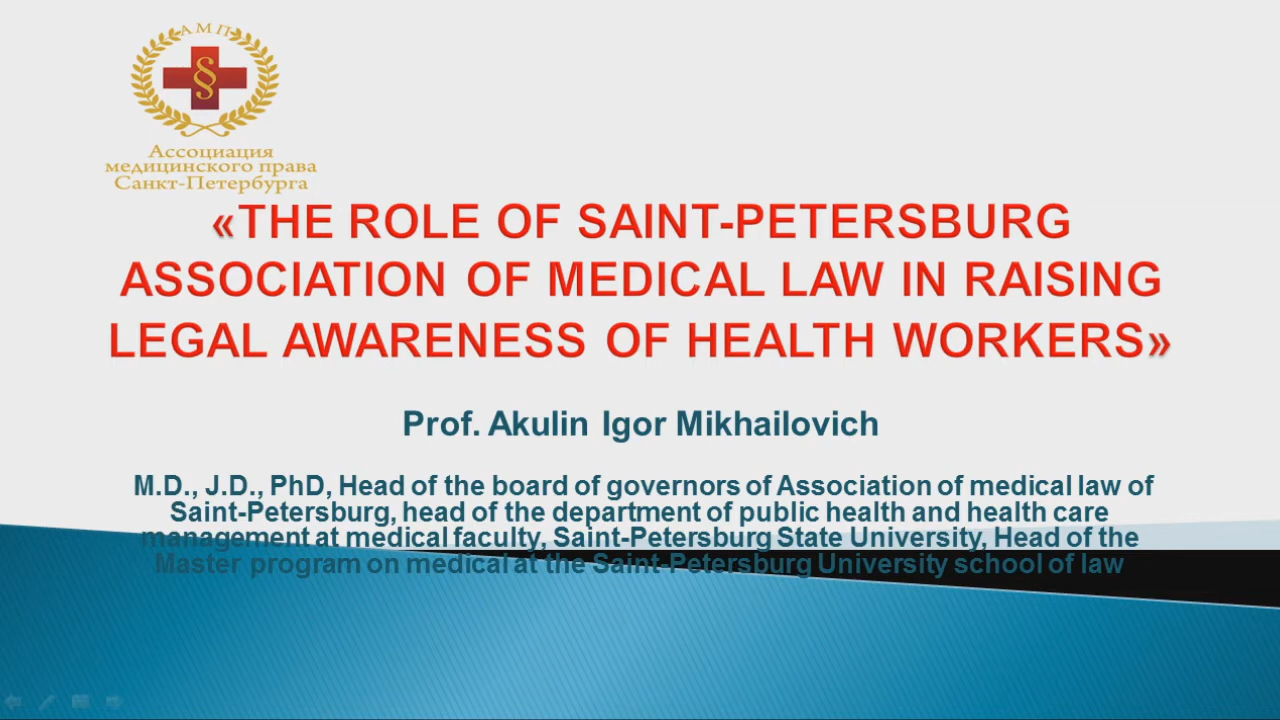 АМП
§
Ассоциация
медицинского права
Санкт-Петербурга
«THE ROLE OF SAINT-PETERSBURG
ASSOCIATION OF MEDICAL LAW IN RAISING
LEGAL AWARENESS OF HEALTH WORKERS»
Prof. Akulin Igor Mikhailovich
M.D., J.D., PhD, Head of the board of governors of Association of medical law of
Saint-Petersburg, head of the department of public health and health care
management at medical faculty, Saint-Petersburg State University, Head of the
Master program on medical at the Saint-Petersburg University school of law